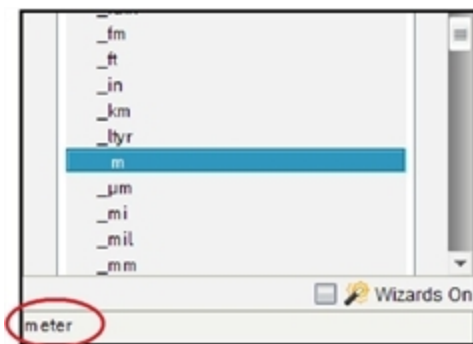 _fm
_ft
_in
_km
_ltyr
_m
_µm
_mi
_mil
_mm
Wizards On
meter